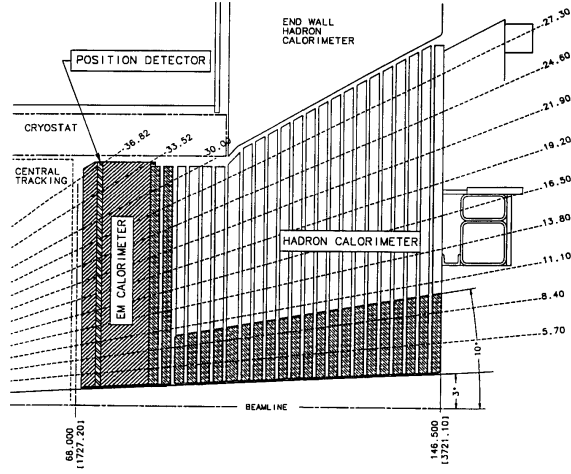 END WALL
HADRON
CALORIMETER
27.30
POSITION DETECTOR
24.60
21.90
CRYOSTAT
36.82
33.52
30.00
19.20
CENTRAL
TRACKING
16.50
13.80
EM CALORIMETER
HADRON CALORIMETER
11.10
8.40
5.70
10°
3°
BEAMLINE
68.000
[1727.20]
146.500
[3721.10]